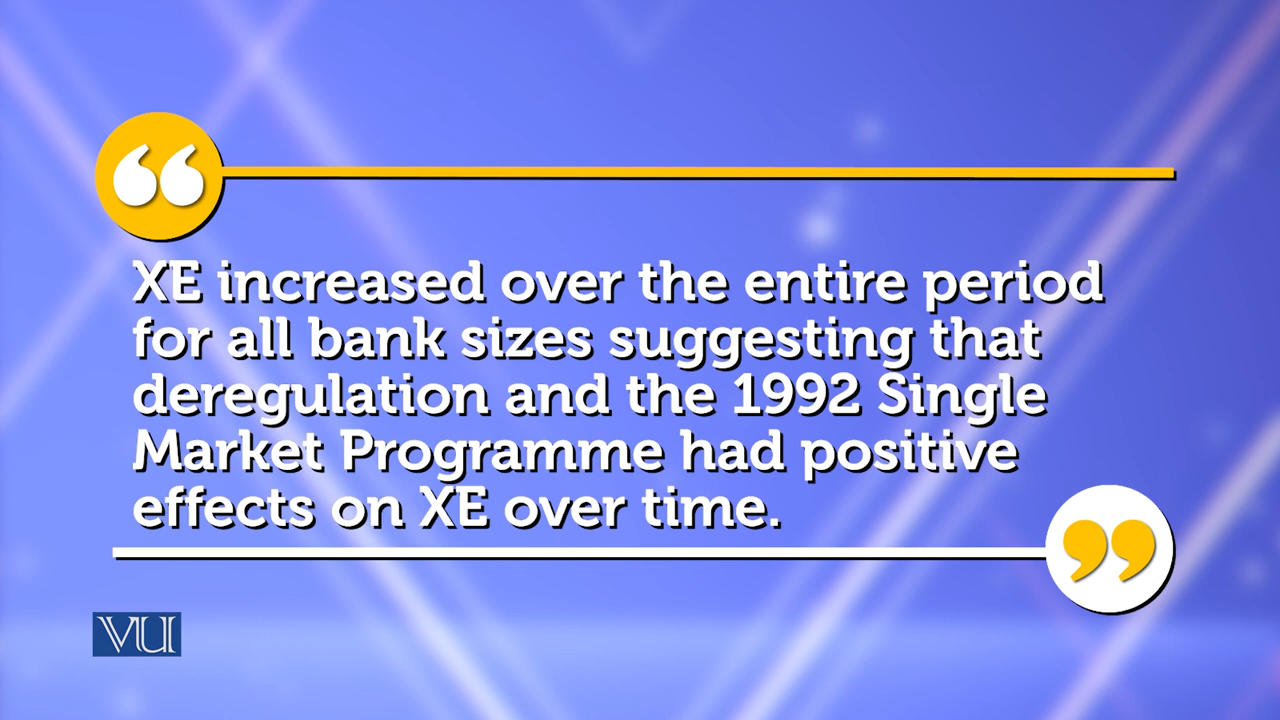 XE increased over the entire period
for all bank sizes suggesting that
deregulation and the 1992 Single
Market Programme had positive
effects on XE over time.
VU